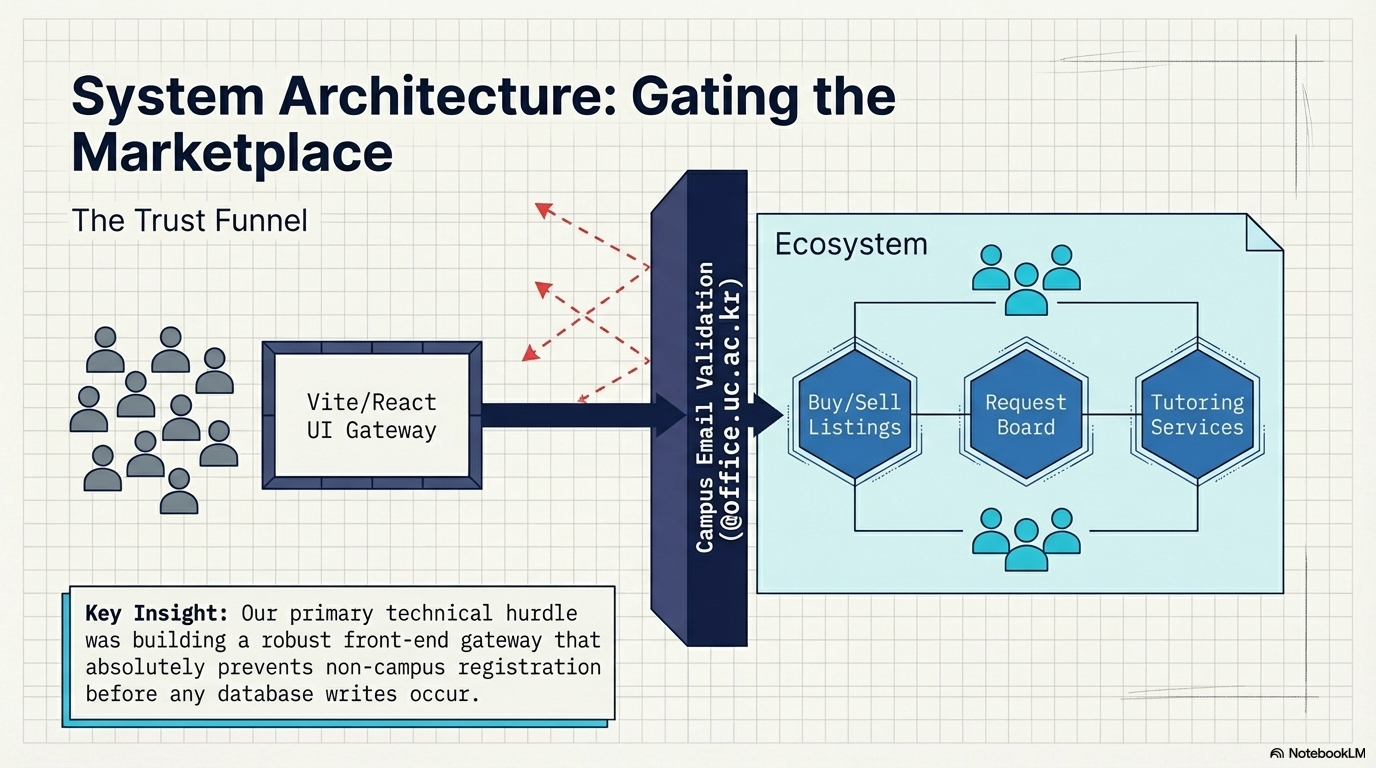 System Architecture: Gating the
Marketplace
The Trust Funnel
Vite/React
UI Gateway
Campus Email Validation
(@office.uc.ac.kr)
Ecosystem
Buy/Sell
Listings
Request
Board
Tutoring
Services
Key Insight: Our primary technical hurdle
was building a robust front-end gateway that
absolutely prevents non-campus registration
before any database writes occur.
NotebookLM